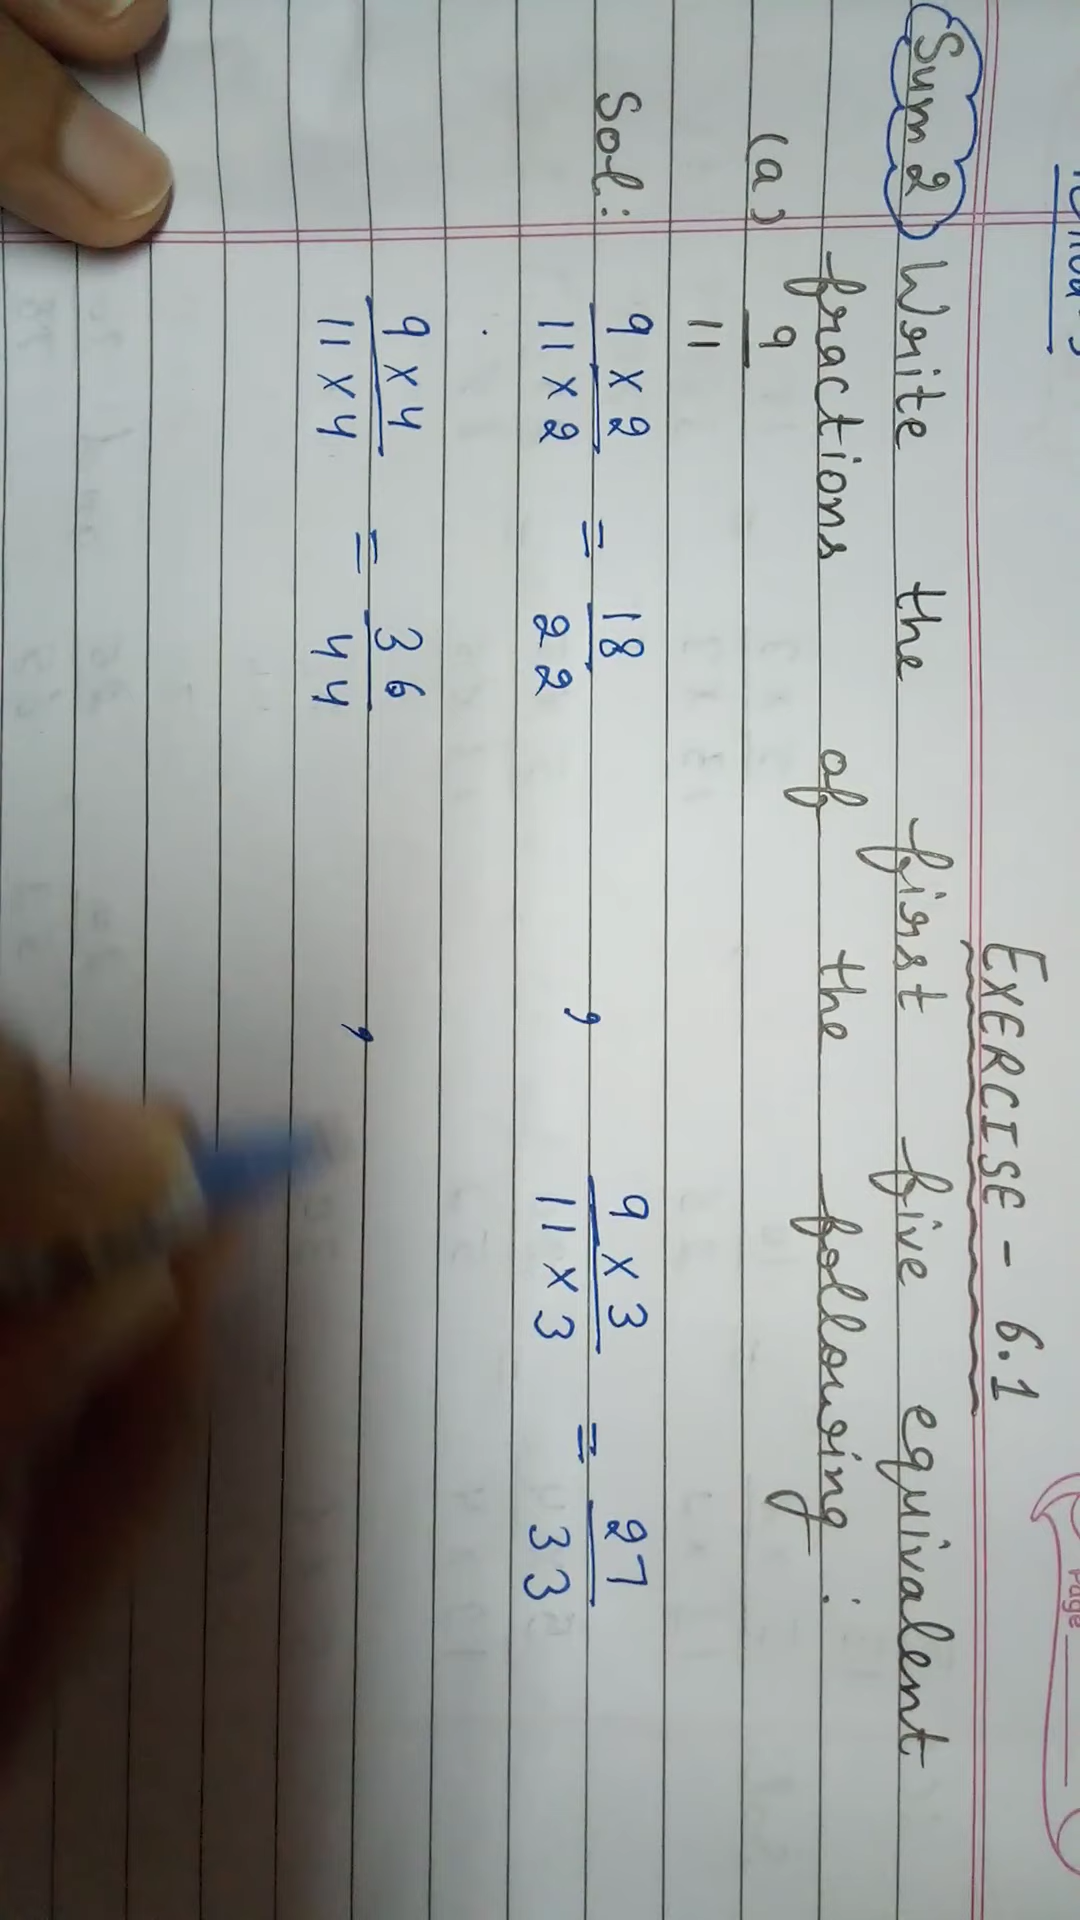 Page
EXERCISE - 6.1
Sum 2) Write the first five equivalent
fractions of the following :
(a) 9
11
Sol: 9 x 2 = 18 , 9 x 3 = 27
11 x 2 22 11 x 3 33
9 x 4 = 36 ,
11 x 4 44